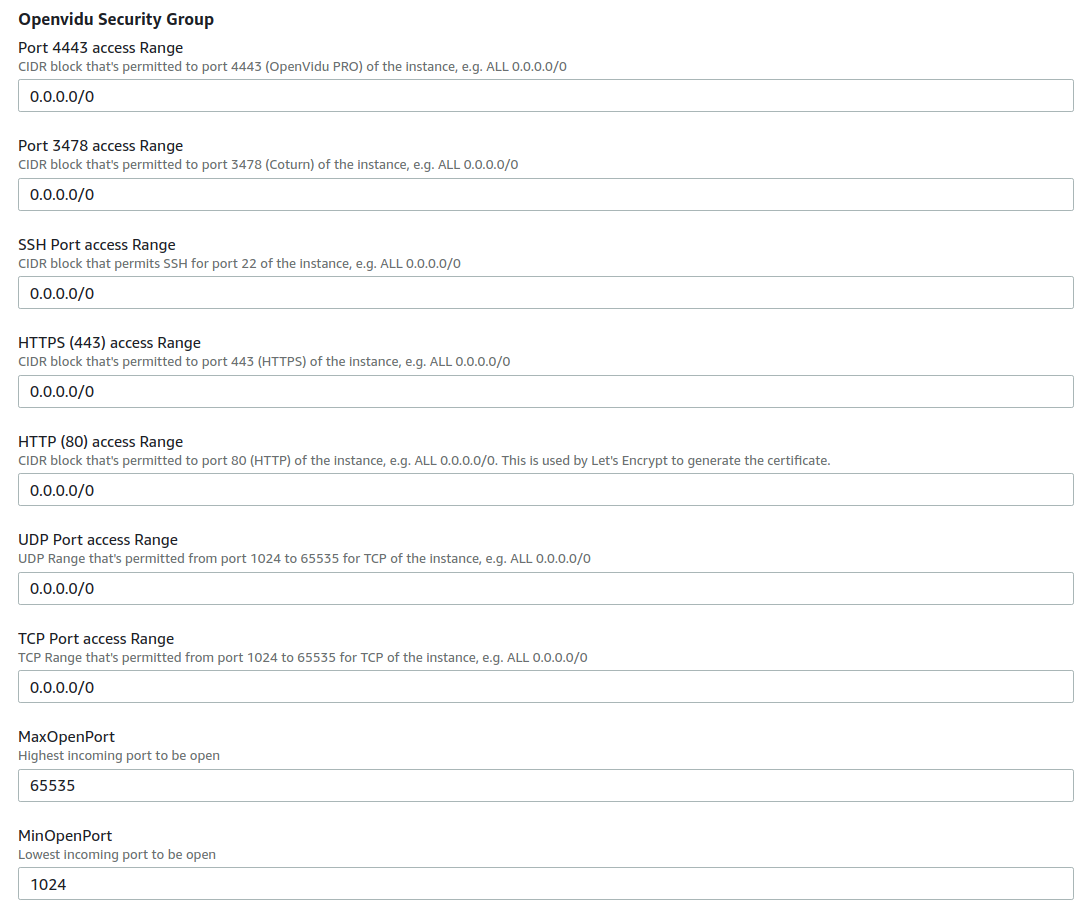 Openvidu Security Group
Port 4443 access Range
CIDR block that's permitted to port 4443 (OpenVidu PRO) of the instance, e.g. ALL 0.0.0.0/0
0.0.0.0/0
Port 3478 access Range
CIDR block that's permitted to port 3478 (Coturn) of the instance, e.g. ALL 0.0.0.0/0
0.0.0.0/0
SSH Port access Range
CIDR block that permits SSH for port 22 of the instance, e.g. ALL 0.0.0.0/0
0.0.0.0/0
HTTPS (443) access Range
CIDR block that's permitted to port 443 (HTTPS) of the instance, e.g. ALL 0.0.0.0/0
0.0.0.0/0
HTTP (80) access Range
CIDR block that's permitted to port 80 (HTTP) of the instance, e.g. ALL 0.0.0.0/0. This is used by Let's Encrypt to generate the certificate.
0.0.0.0/0
UDP Port access Range
UDP Range that's permitted from port 1024 to 65535 for TCP of the instance, e.g. ALL 0.0.0.0/0
0.0.0.0/0
TCP Port access Range
TCP Range that's permitted from port 1024 to 65535 for TCP of the instance, e.g. ALL 0.0.0.0/0
0.0.0.0/0
MaxOpenPort
Highest incoming port to be open
65535
MinOpenPort
Lowest incoming port to be open
1024